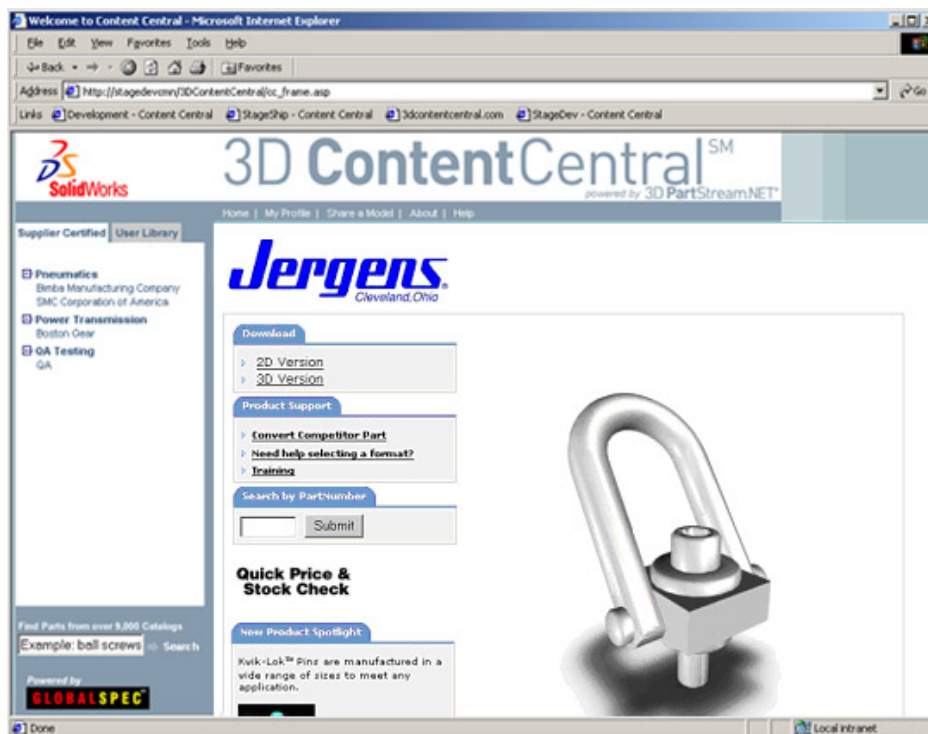 Welcome to Content Central - Microsoft Internet Explorer
File Edit View Favorites Tools Help
Back Favorites
Address http://stagedevcmn/3DContentCentral/cc_frame.asp Go
Links Development - Content Central StageShip - Content Central 3dcontentcentral.com StageDev - Content Central
SolidWorks
3D ContentCentral SM
powered by 3D PartStream.NET
Home | My Profile | Share a Model | About | Help
Supplier Certified User Library
Pneumatics
Bimba Manufacturing Company
SMC Corporation of America
Power Transmission
Boston Gear
QA Testing
QA
Jergens®
Cleveland, Ohio
Download
2D Version
3D Version
Product Support
Convert Competitor Part
Need help selecting a format?
Training
Search by PartNumber
Submit
Quick Price &
Stock Check
New Product Spotlight
Kwik-Lok™ Pins are manufactured in a
wide range of sizes to meet any
application.
Find Parts from over 9,000 Catalogs
Example: ball screws Search
Powered by
GLOBALSPEC
Done Local intranet